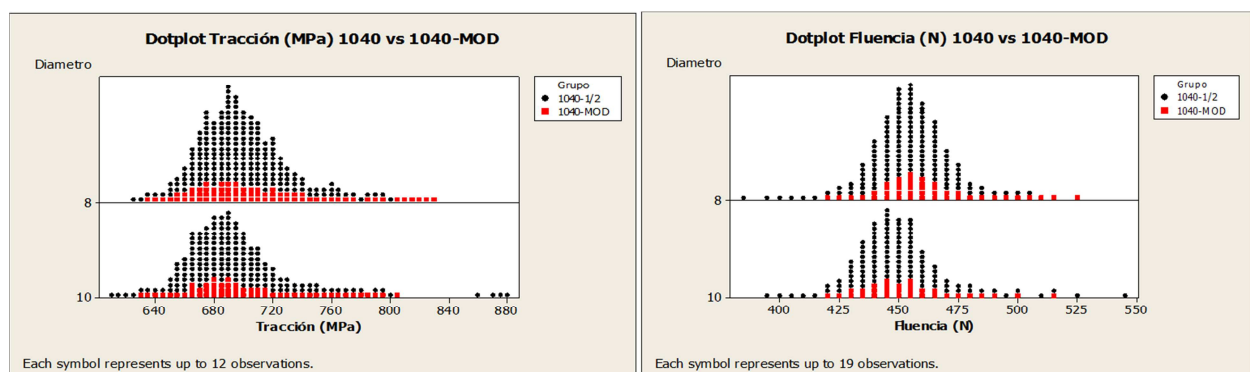 Dotplot Tracción (MPa) 1040 vs 1040-MOD
Diametro
Grupo
1040-1/2
1040-MOD
8
10
640 680 720 760 800 840 880
Tracción (MPa)
Each symbol represents up to 12 observations.
Dotplot Fluencia (N) 1040 vs 1040-MOD
Diametro
Grupo
1040-1/2
1040-MOD
8
10
400 425 450 475 500 525 550
Fluencia (N)
Each symbol represents up to 19 observations.